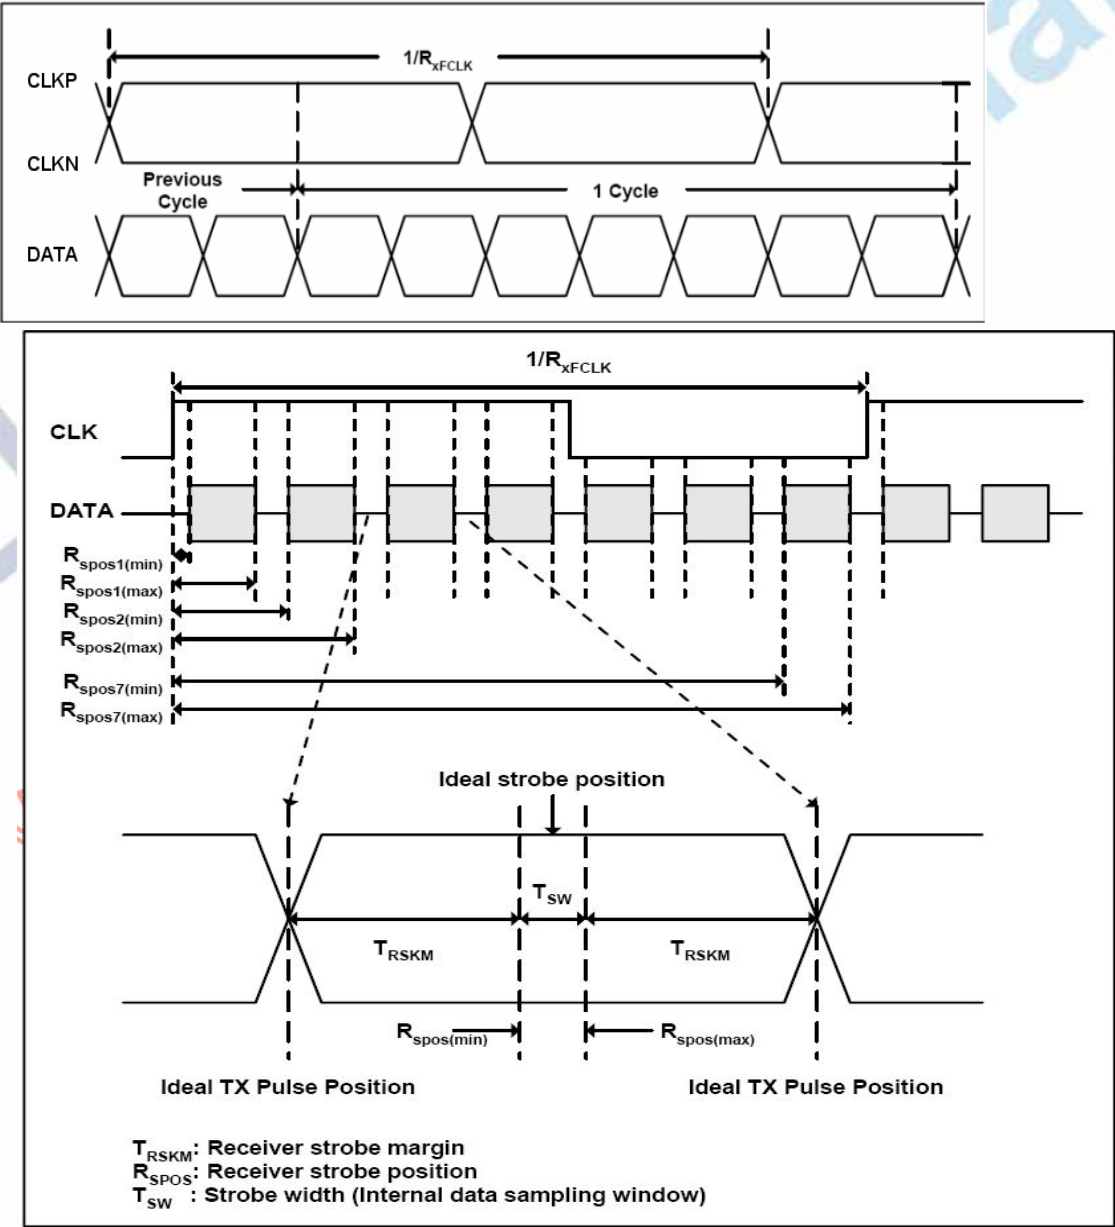 1/RxFCLK
CLKP
CLKN
Previous
Cycle
1 Cycle
DATA
1/RxFCLK
CLK
DATA
Rspos1(min)
Rspos1(max)
Rspos2(min)
Rspos2(max)
Rspos7(min)
Rspos7(max)
Ideal strobe position
TSW
TRSKM
TRSKM
Rspos(min)
Rspos(max)
Ideal TX Pulse Position
Ideal TX Pulse Position
TRSKM: Receiver strobe margin
RSPOS: Receiver strobe position
TSW : Strobe width (Internal data sampling window)